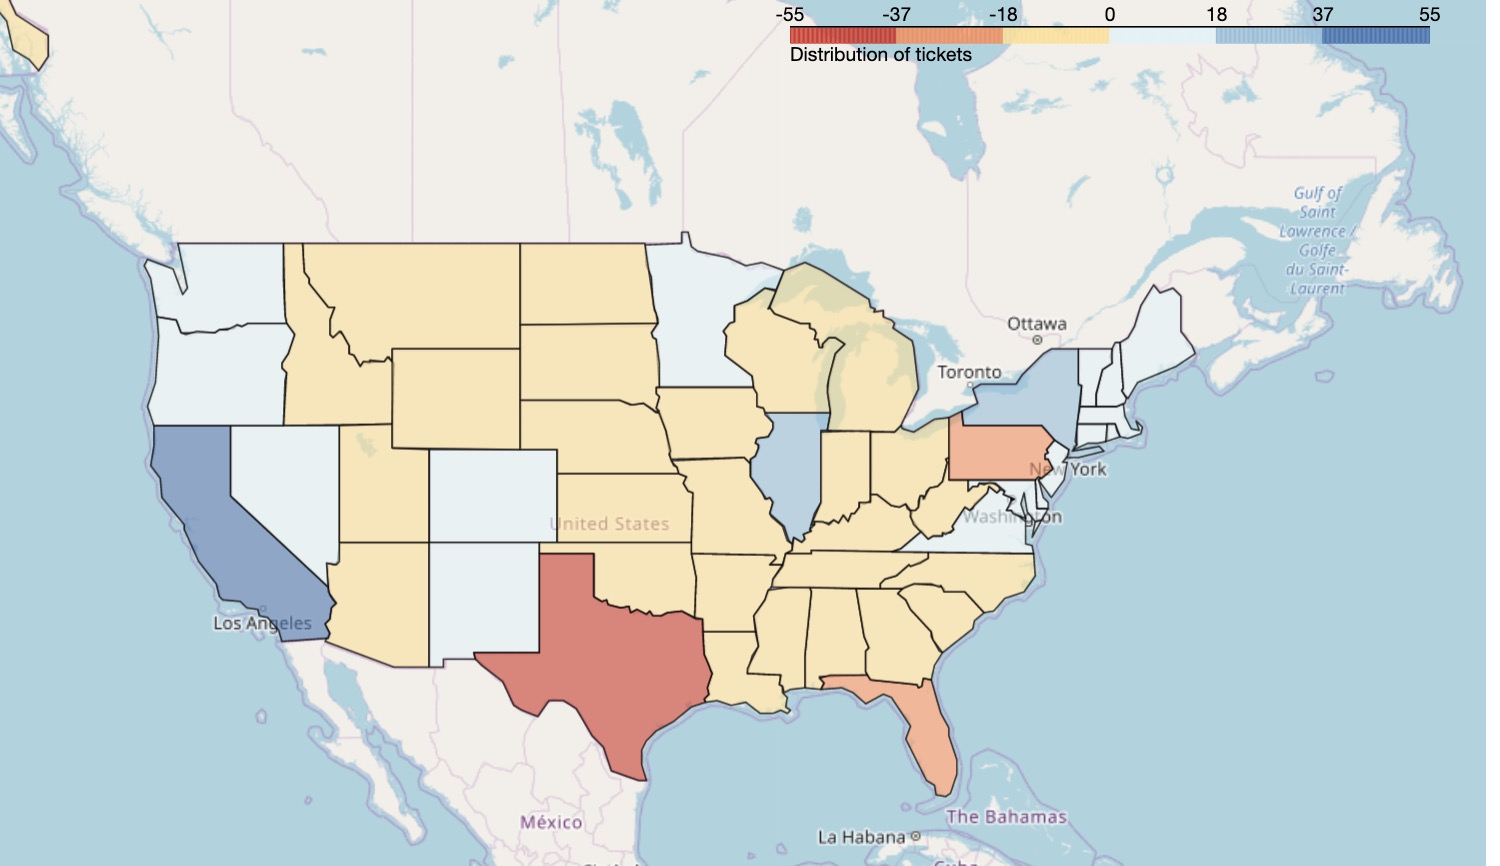 -55 -37 -18 0 18 37 55
Distribution of tickets
Gulf of
Saint
Lawrence /
Golfe
du Saint-
Laurent
Ottawa
Toronto
New York
Washington
United States
Los Angeles
México
The Bahamas
La Habana